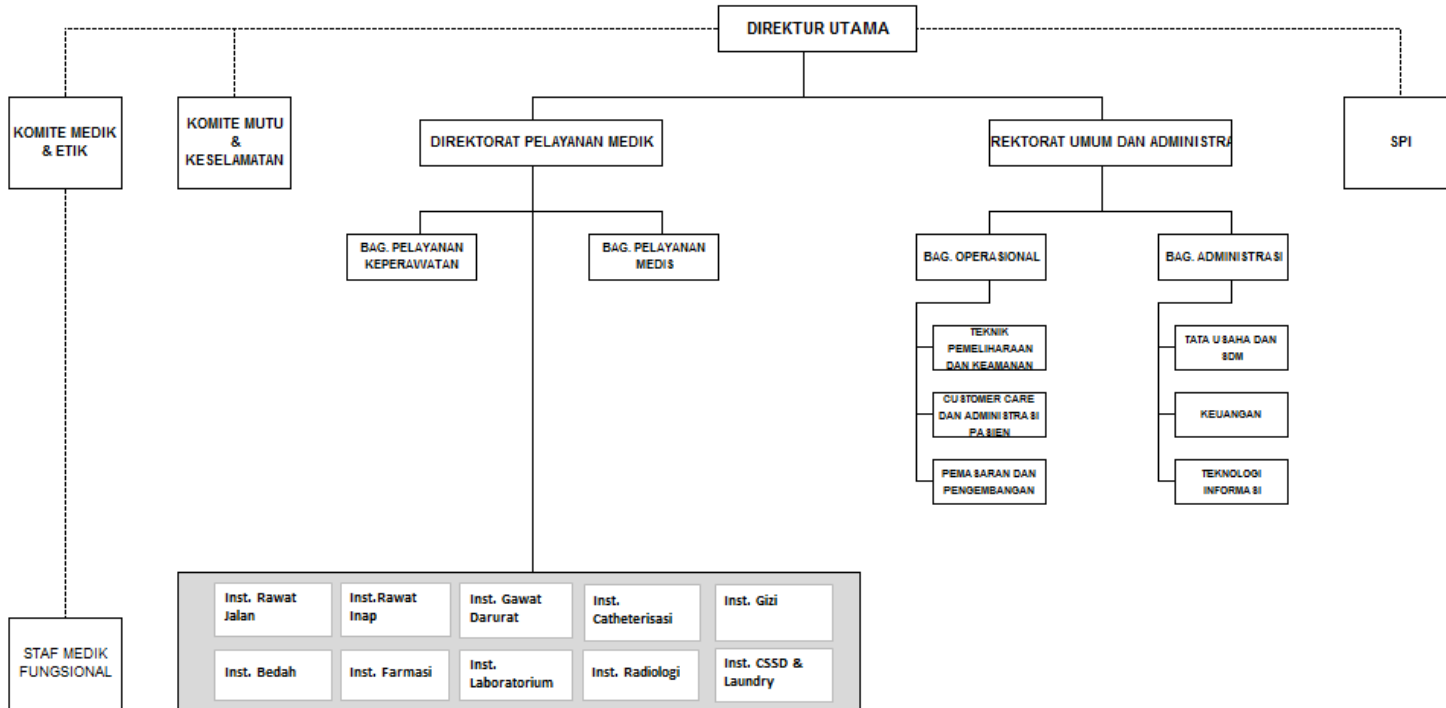 DIREKTUR UTAMA
KOMITE MEDIK
& ETIK
KOMITE MUTU
&
KESELAMATAN
DIREKTORAT PELAYANAN MEDIK
REKTORAT UMUM DAN ADMINISTRA
SPI
BAG. PELAYANAN
KEPERAWATAN
BAG. PELAYANAN
MEDIS
BAG. OPERASIONAL
BAG. ADMINISTRASI
TEKNIK
PEMELIHARAAN
DAN KEAMANAN
TATA USAHA DAN
SDM
CUSTOMER CARE
DAN ADMINISTRASI
PASIEN
KEUANGAN
PEMASARAN DAN
PENGEMBANGAN
TEKNOLOGI
INFORMASI
Inst. Rawat
Jalan
Inst.Rawat
Inap
Inst. Gawat
Darurat
Inst.
Catheterisasi
Inst. Gizi
STAF MEDIK
FUNGSIONAL
Inst. Bedah
Inst. Farmasi
Inst.
Laboratorium
Inst. Radiologi
Inst. CSSD &
Laundry